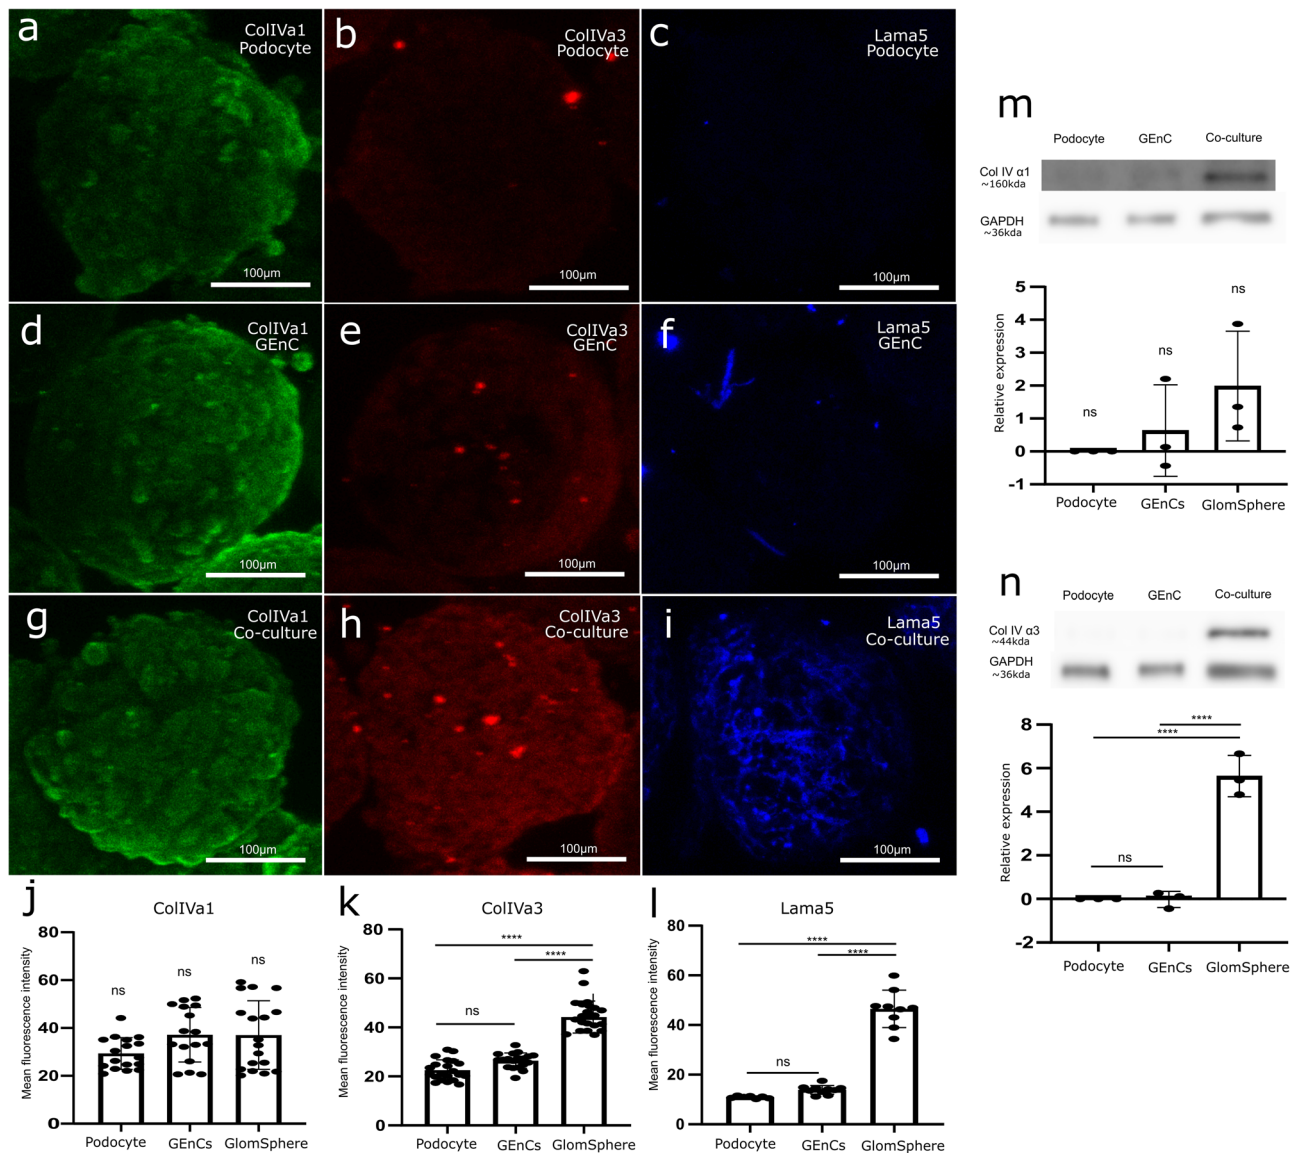 a
ColIVa1
Podocyte
100µm
b
ColIVa3
Podocyte
100µm
c
Lama5
Podocyte
100µm
d
ColIVa1
GEnC
100µm
e
ColIVa3
GEnC
100µm
f
Lama5
GEnC
100µm
g
ColIVa1
Co-culture
100µm
h
ColIVa3
Co-culture
100µm
i
Lama5
Co-culture
100µm
j
ColIVa1
Mean fluorescence intensity
80
60
40
20
0
ns
ns
ns
Podocyte GEnCs GlomSphere
k
ColIVa3
Mean fluorescence intensity
80
60
40
20
0
****
****
ns
Podocyte GEnCs GlomSphere
l
Lama5
Mean fluorescence intensity
80
60
40
20
0
****
****
ns
Podocyte GEnCs GlomSphere
m
Podocyte GEnC Co-culture
Col IV α1
~160kda
GAPDH
~36kda
Relative expression
5
4
3
2
1
0
-1
ns
ns
ns
Podocyte GEnCs GlomSphere
n
Podocyte GEnC Co-culture
Col IV α3
~44kda
GAPDH
~36kda
Relative expression
8
6
4
2
0
-2
****
****
ns
Podocyte GEnCs GlomSphere